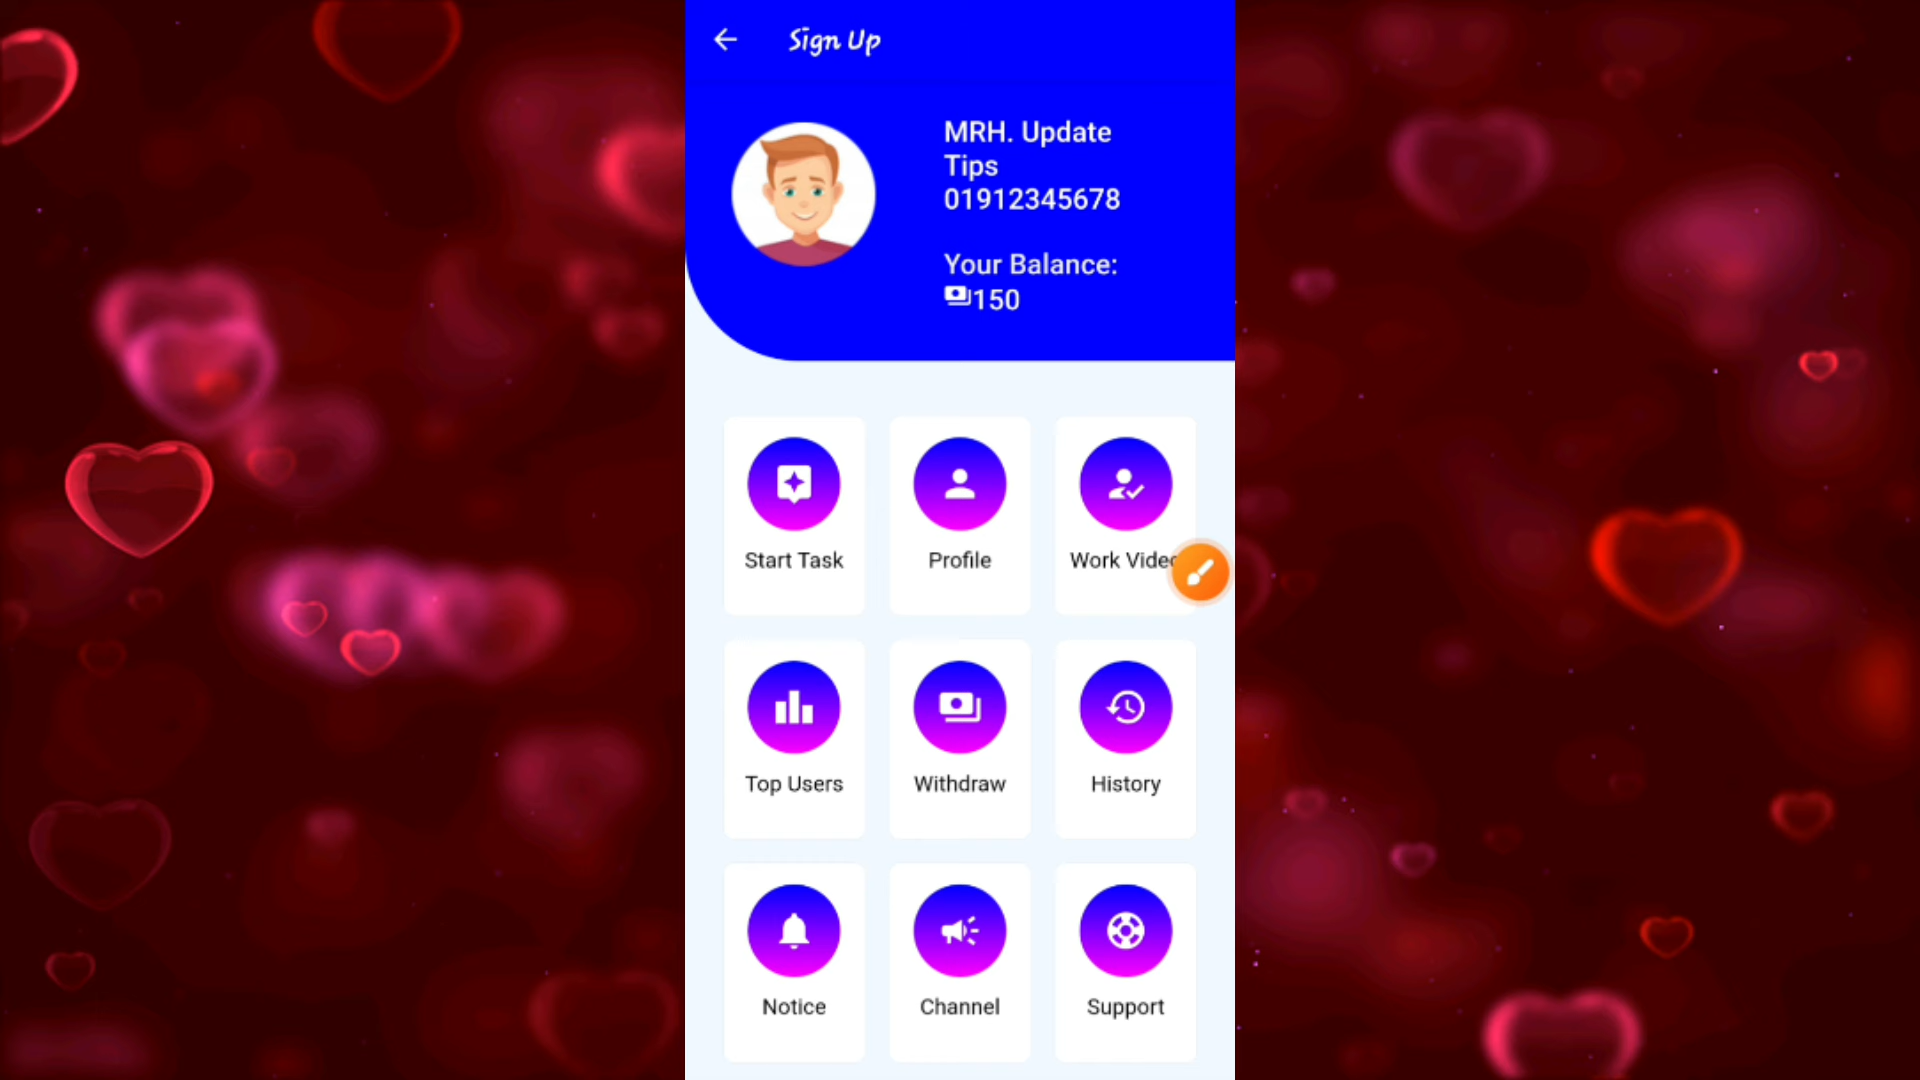 Sign Up
MRH. Update
Tips
01912345678
Your Balance:
150
Start Task
Profile
Work Video
Top Users
Withdraw
History
Notice
Channel
Support